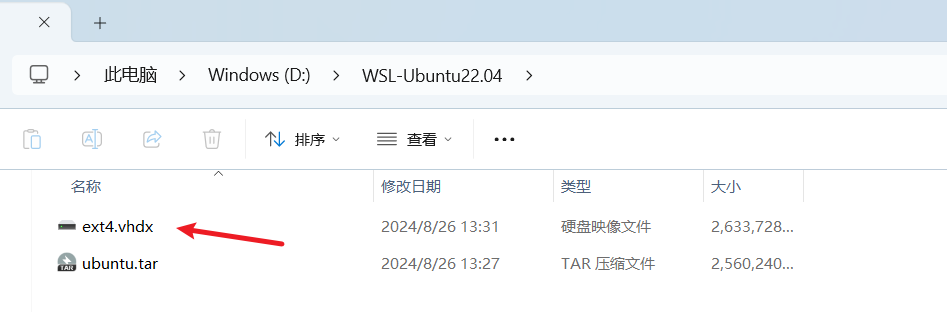 此电脑 Windows (D:) WSL-Ubuntu22.04
排序 查看
名称 修改日期 类型 大小
ext4.vhdx 2024/8/26 13:31 硬盘映像文件 2,633,728...
TAR ubuntu.tar 2024/8/26 13:27 TAR 压缩文件 2,560,240...